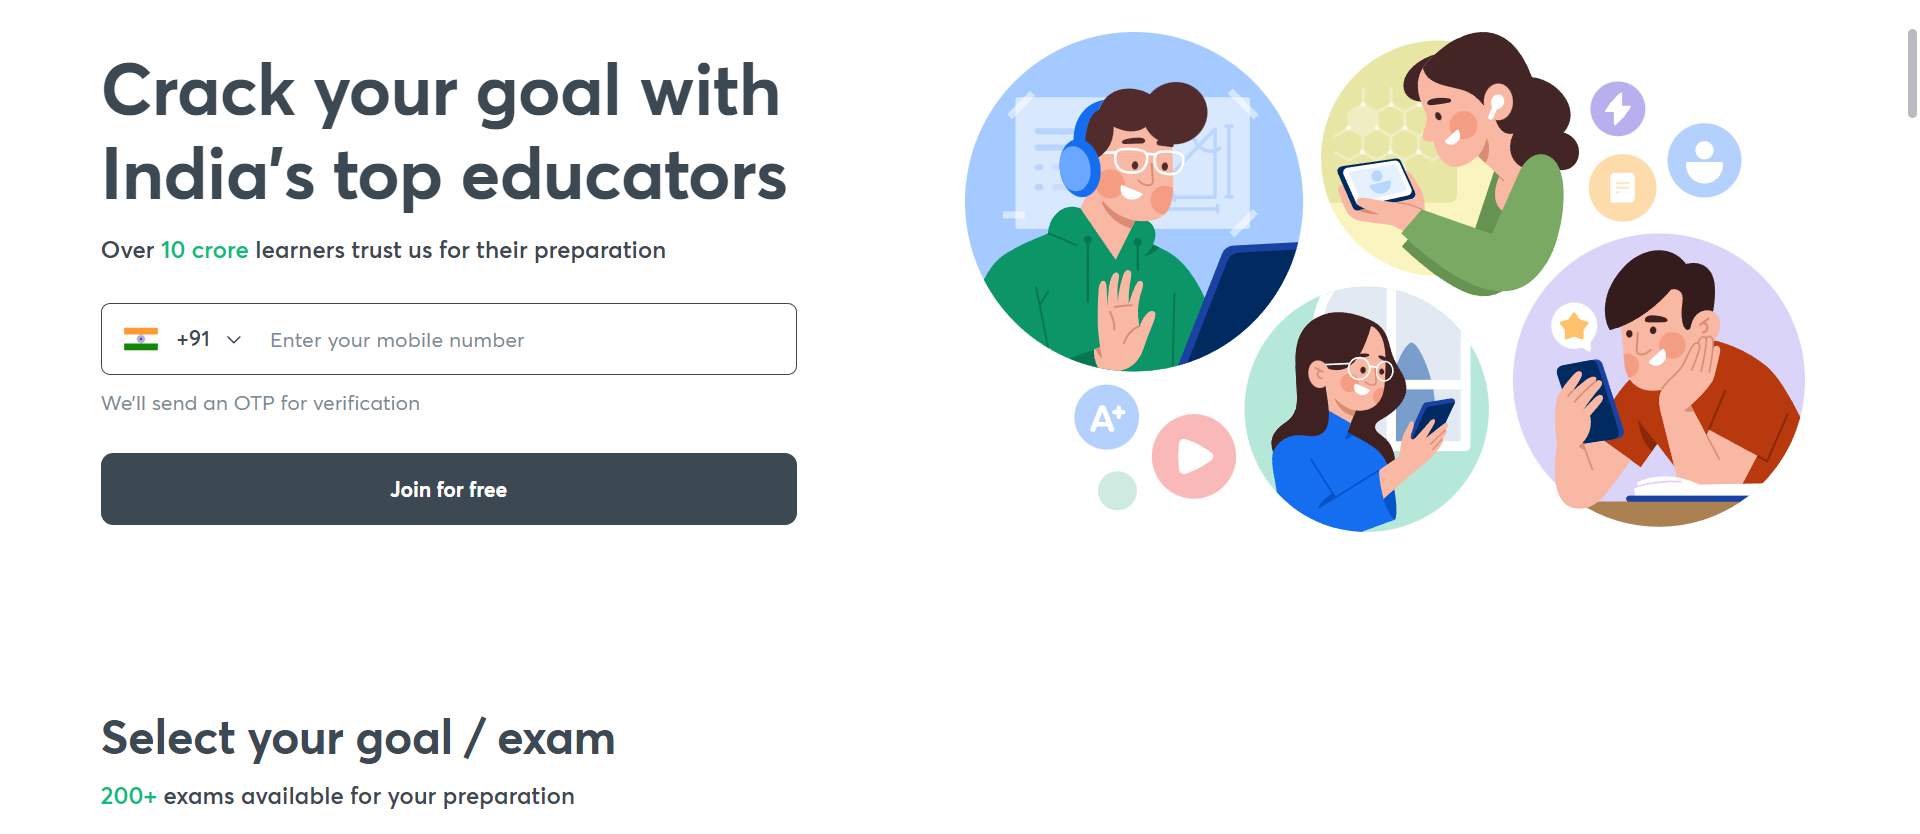 Crack your goal with
India's top educators
Over 10 crore learners trust us for their preparation
+91 Enter your mobile number
We'll send an OTP for verification
Join for free
A+
Select your goal / exam
200+ exams available for your preparation